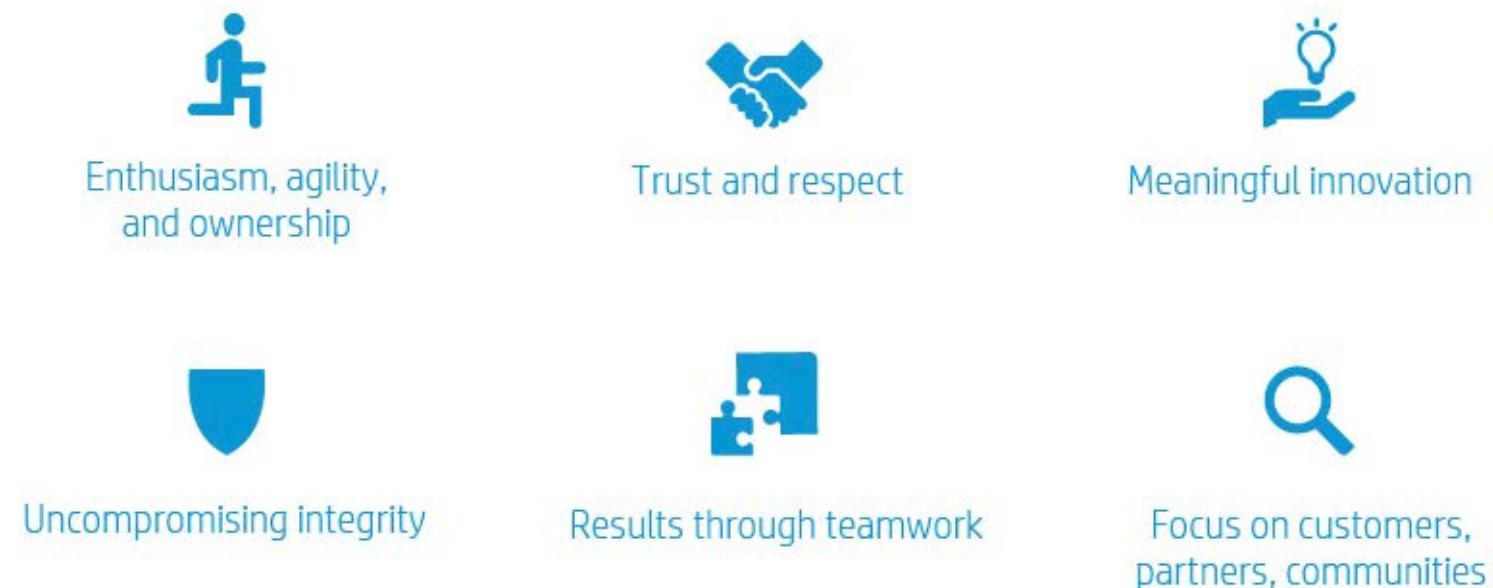 Enthusiasm, agility,
and ownership
Trust and respect
Meaningful innovation
Uncompromising integrity
Results through teamwork
Focus on customers,
partners, communities